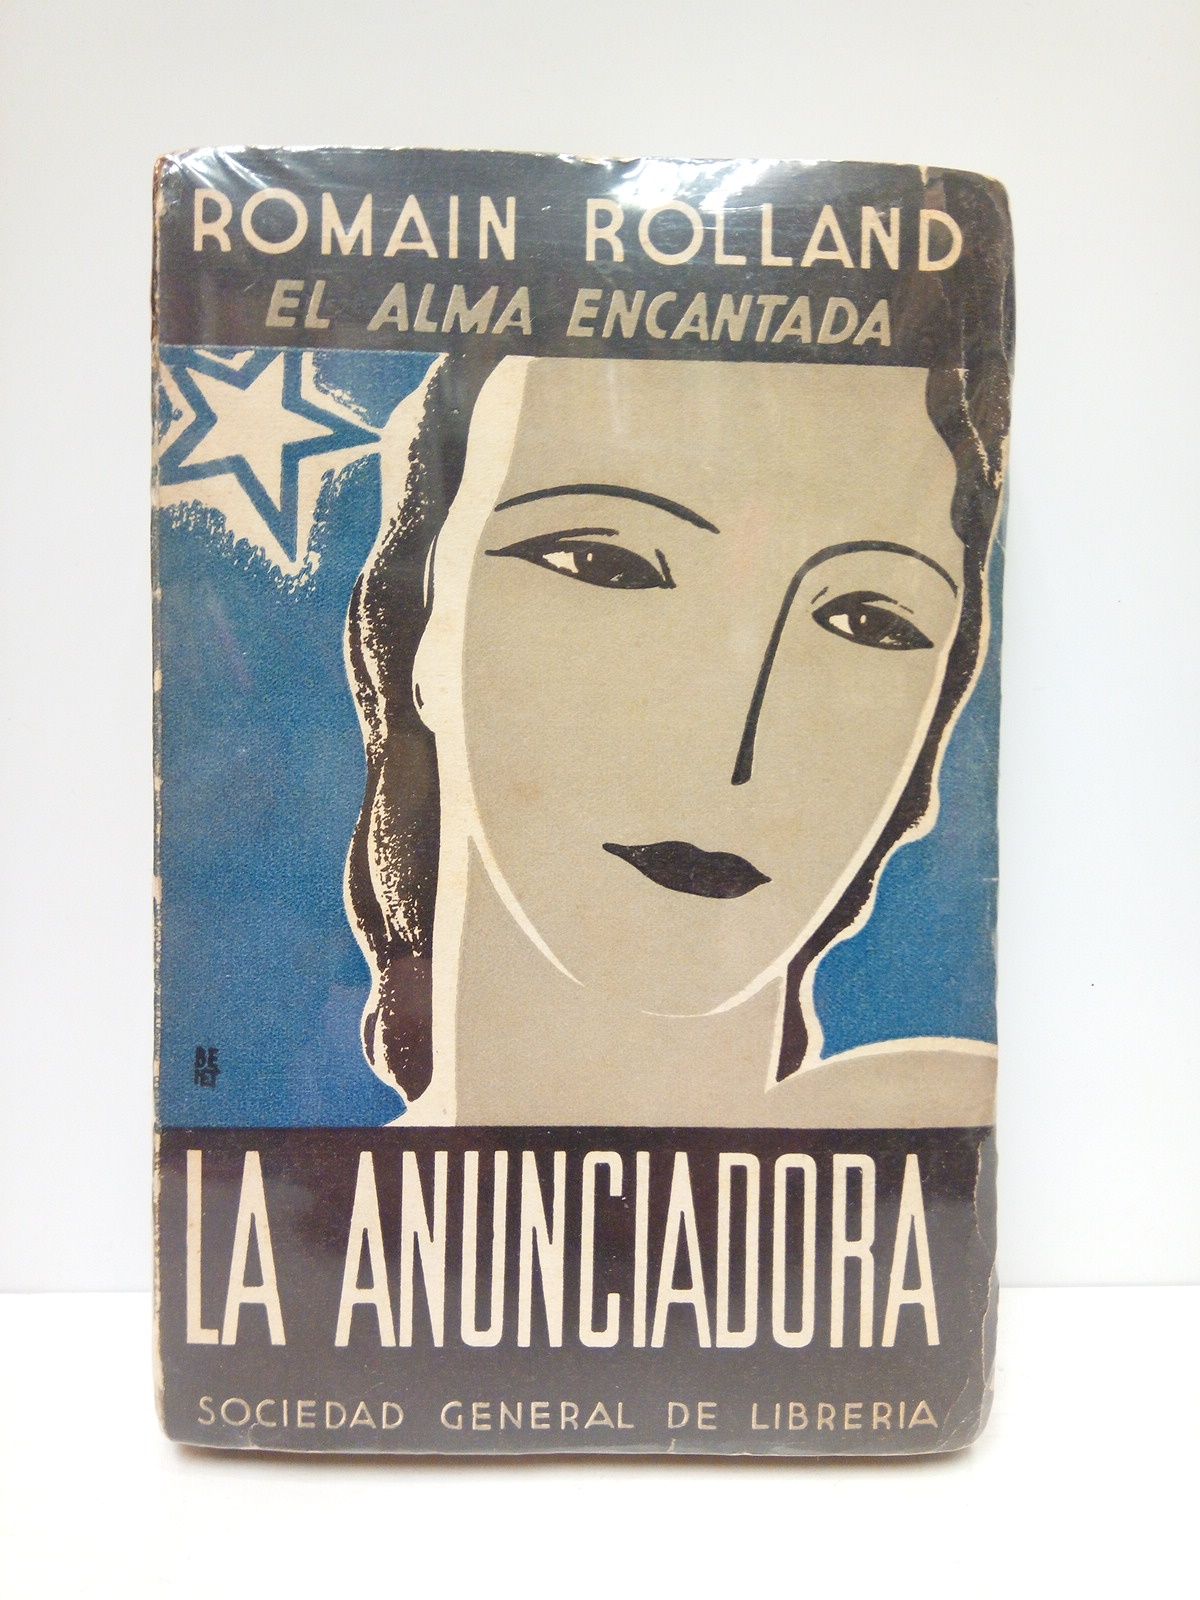 ROMAIN ROLLAND
EL ALMA ENCANTADA
LA ANUNCIADORA
SOCIEDAD GENERAL DE LIBRERIA